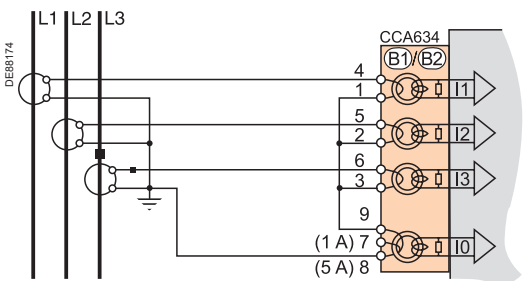 L1 L2 L3
DE88174
CCA634
B1/B2
4
1
I1
5
2
I2
6
3
I3
9
(1 A) 7
I0
(5 A) 8